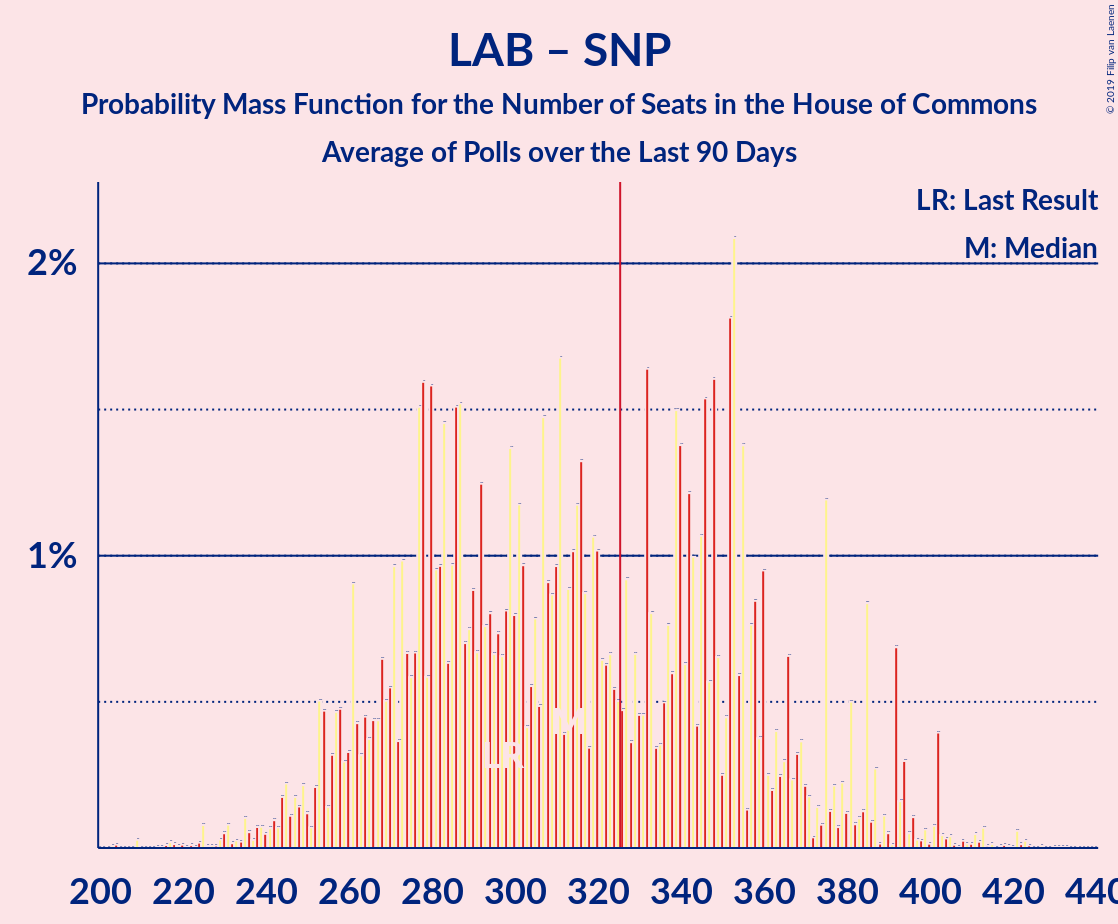 LAB – SNP
Probability Mass Function for the Number of Seats in the House of Commons
Average of Polls over the Last 90 Days
© 2019 Filip van Laenen
LR: Last Result
M: Median
2%
1%
LR
M
200 220 240 260 280 300 320 340 360 380 400 420 440